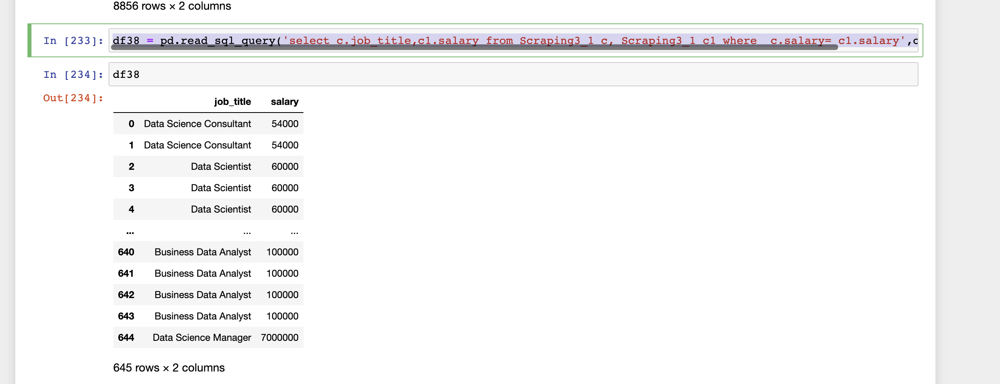 8856 rows × 2 columns
In [233]: df38 = pd.read_sql_query('select c.job_title,c1.salary from Scraping3_1 c, Scraping3_1 c1 where  c.salary= c1.salary',c
In [234]: df38
Out[234]:
job_title salary
0 Data Science Consultant 54000
1 Data Science Consultant 54000
2 Data Scientist 60000
3 Data Scientist 60000
4 Data Scientist 60000
... ... ...
640 Business Data Analyst 100000
641 Business Data Analyst 100000
642 Business Data Analyst 100000
643 Business Data Analyst 100000
644 Data Science Manager 7000000
645 rows × 2 columns